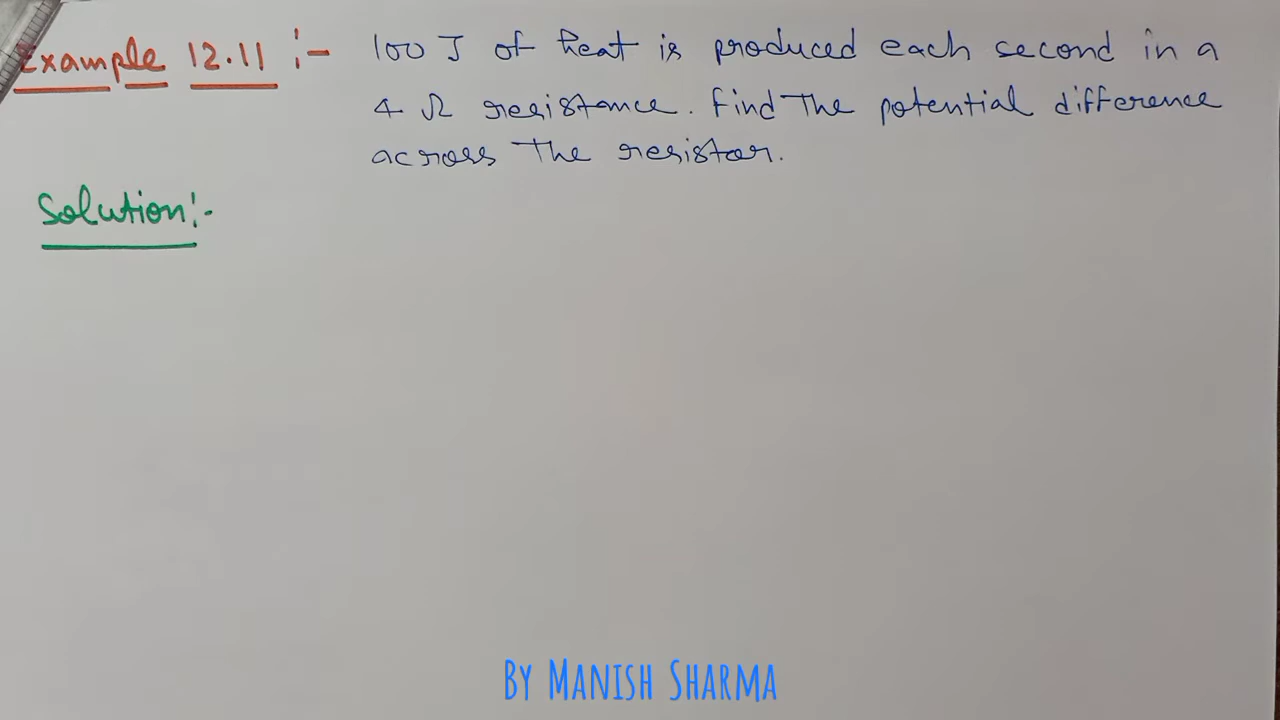 Example 12.11 :- 100 J of heat is produced each second in a
4 Ω resistance. Find The potential difference
across The resistor.
Solution:-
By Manish Sharma